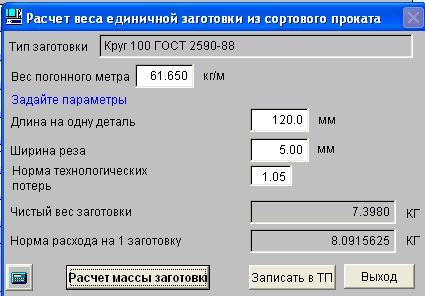 Расчет веса единичной заготовки из сортового проката
Тип заготовки Круг 100 ГОСТ 2590-88
Вес погонного метра 61.650 кг/м
Задайте параметры
Длина на одну деталь 120.0 мм
Ширина реза 5.00 мм
Норма технологических
потерь 1.05
Чистый вес заготовки 7.3980 КГ
Норма расхода на 1 заготовку 8.0915625 КГ
Расчет массы заготовки Записать в ТП Выход